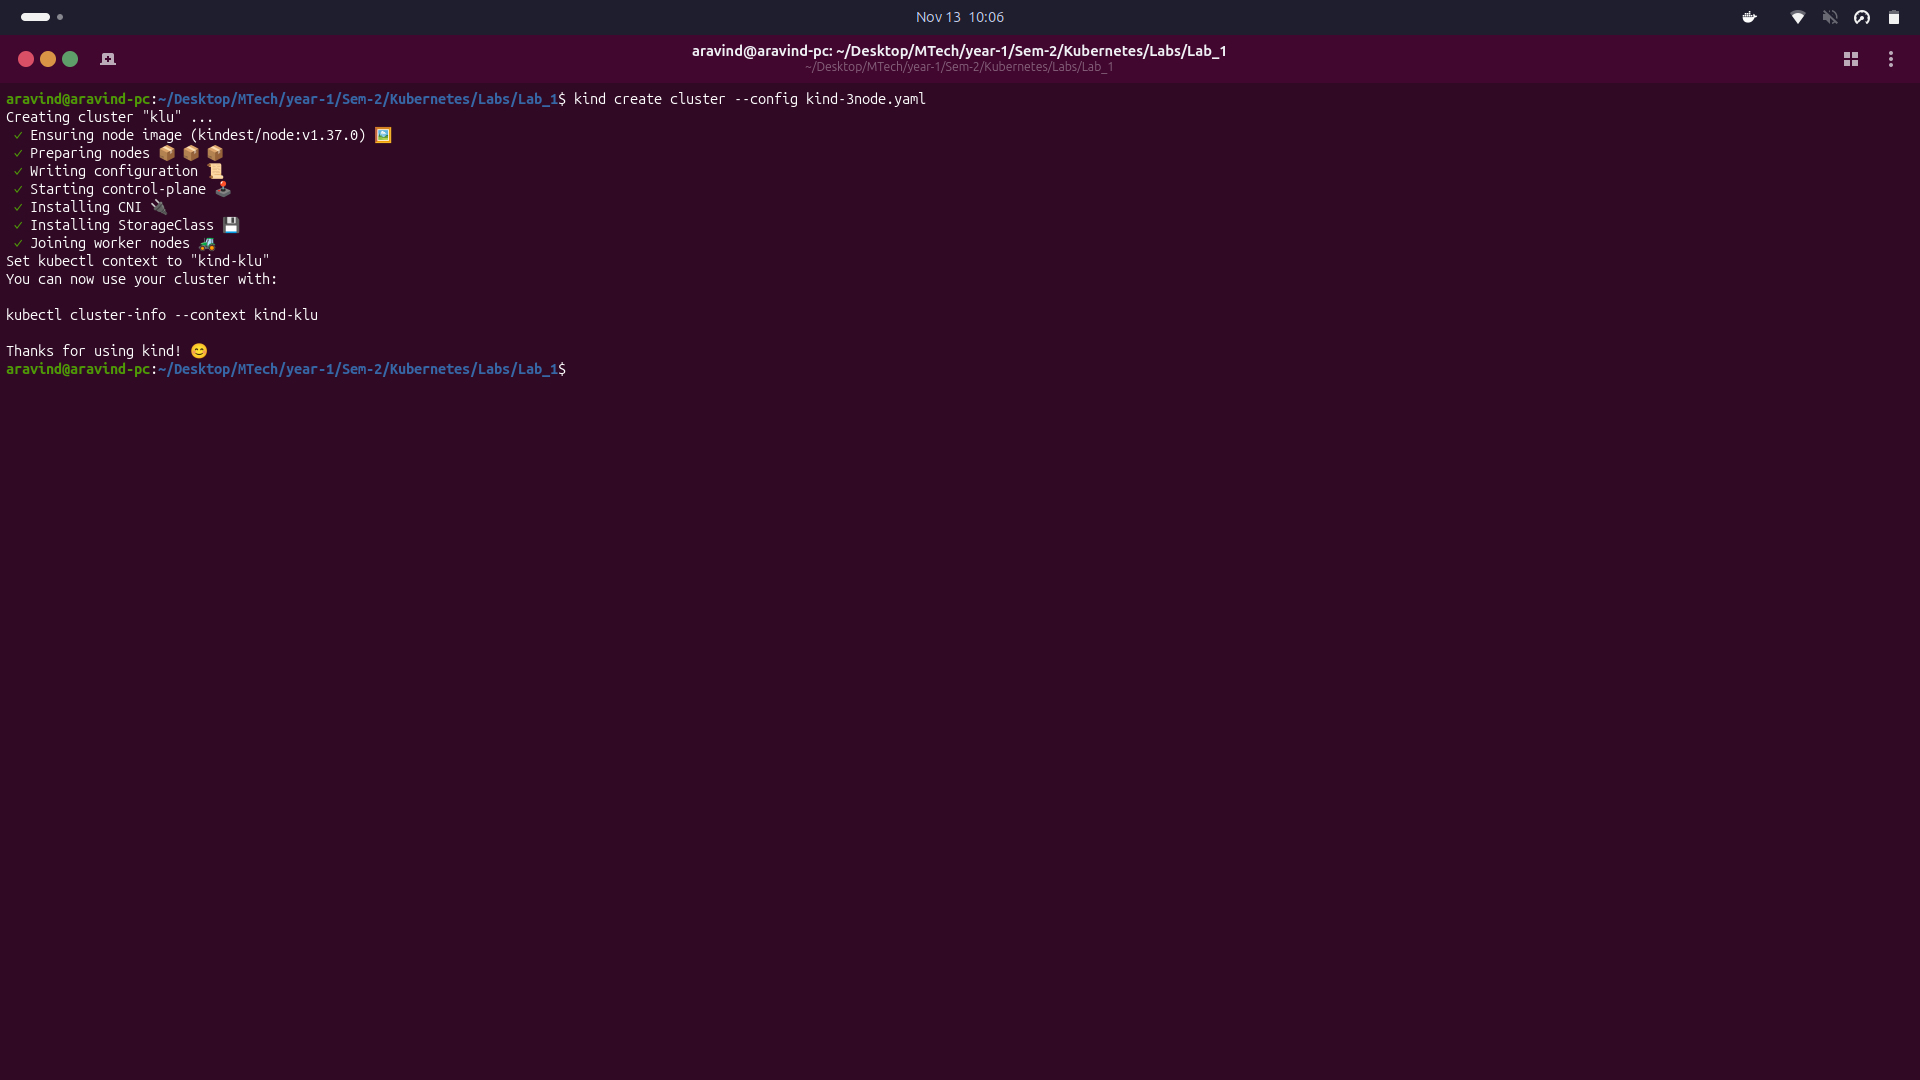 Nov 13 10:06
aravind@aravind-pc: ~/Desktop/MTech/year-1/Sem-2/Kubernetes/Labs/Lab_1
~/Desktop/MTech/year-1/Sem-2/Kubernetes/Labs/Lab_1
aravind@aravind-pc:~/Desktop/MTech/year-1/Sem-2/Kubernetes/Labs/Lab_1$ kind create cluster --config kind-3node.yaml
Creating cluster "klu" ...
✓ Ensuring node image (kindest/node:v1.37.0) 🖼️
✓ Preparing nodes 📦 📦 📦
✓ Writing configuration 📜
✓ Starting control-plane 🕹️
✓ Installing CNI 🔌
✓ Installing StorageClass 💾
✓ Joining worker nodes 🚜
Set kubectl context to "kind-klu"
You can now use your cluster with:
kubectl cluster-info --context kind-klu
Thanks for using kind! 😊
aravind@aravind-pc:~/Desktop/MTech/year-1/Sem-2/Kubernetes/Labs/Lab_1$